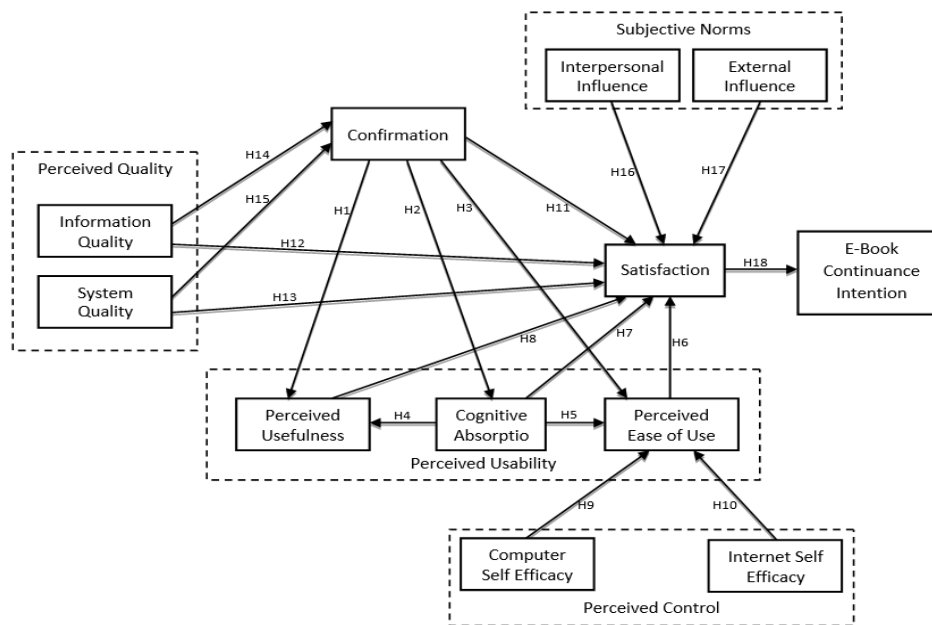 Subjective Norms
Interpersonal
Influence
External
Influence
Confirmation
H14
H15
H1
H2
H3
H11
H16
H17
Perceived Quality
Information
Quality
System
Quality
H12
H13
Satisfaction
H18
E-Book
Continuance
Intention
H8
H7
H6
Perceived
Usefulness
H4
Cognitive
Absorptio
H5
Perceived
Ease of Use
Perceived Usability
H9
H10
Computer
Self Efficacy
Internet Self
Efficacy
Perceived Control